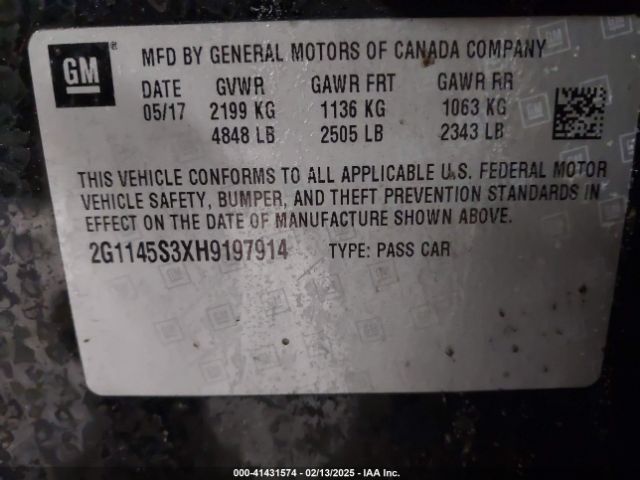 GM ® MFD BY GENERAL MOTORS OF CANADA COMPANY
DATE GVWR GAWR FRT GAWR RR
05/17 2199 KG 1136 KG 1063 KG
4848 LB 2505 LB 2343 LB
THIS VEHICLE CONFORMS TO ALL APPLICABLE U.S. FEDERAL MOTOR
VEHICLE SAFETY, BUMPER, AND THEFT PREVENTION STANDARDS IN
EFFECT ON THE DATE OF MANUFACTURE SHOWN ABOVE.
2G1145S3XH9197914 TYPE: PASS CAR
000-41431574 - 02/13/2025 - IAA Inc.